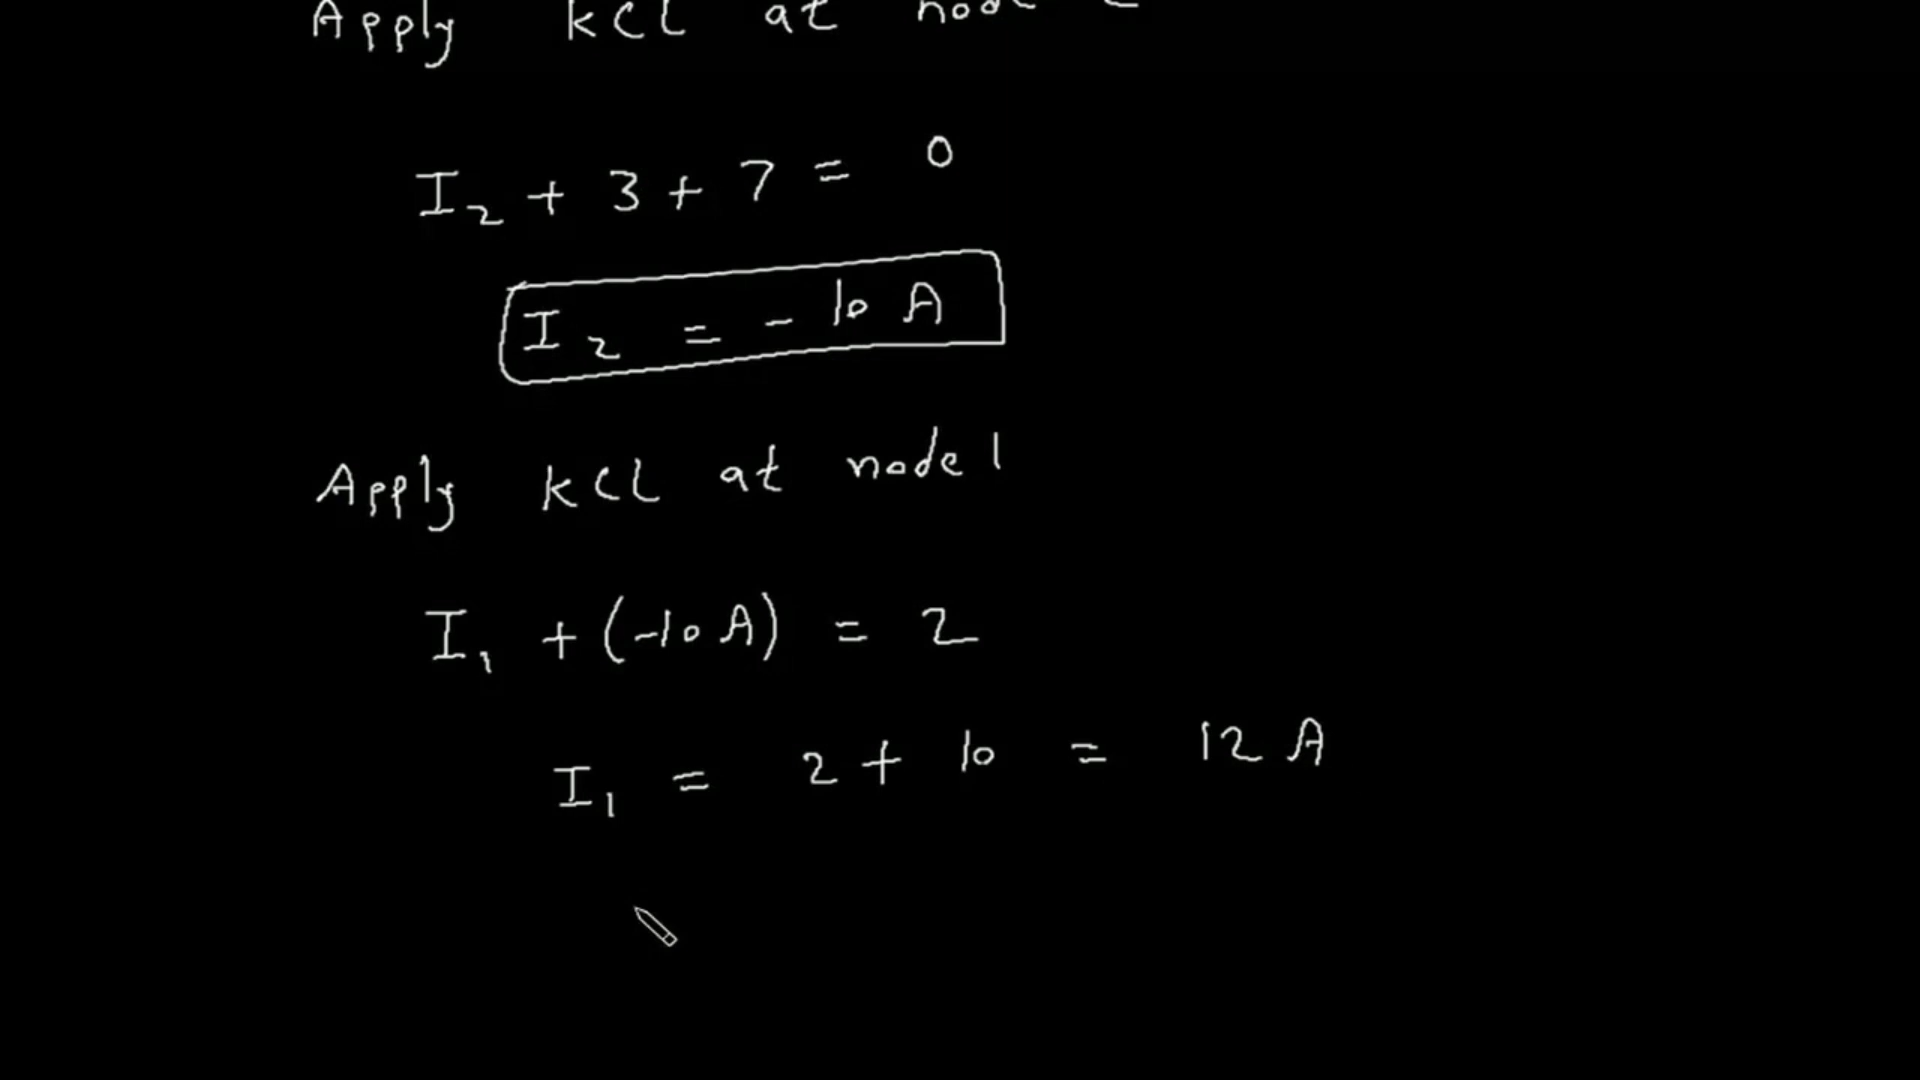 Apply KCL at node
I₂ + 3 + 7 = 0
I₂ = - 10 A
Apply KCL at node 1
I₁ + (-10 A) = 2
I₁ = 2 + 10 = 12 A